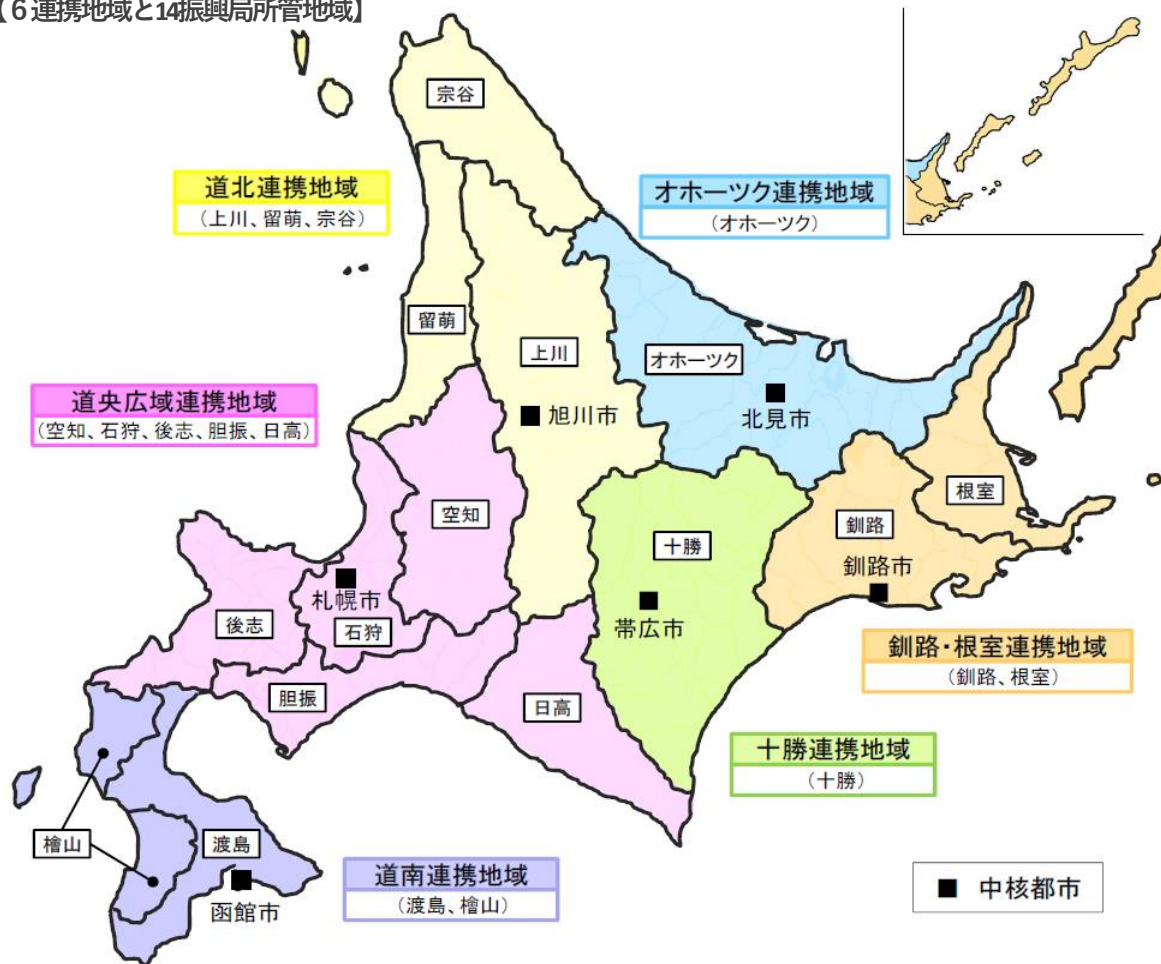 【６連携地域と14振興局所管地域】
宗谷
道北連携地域
（上川、留萌、宗谷）
オホーツク連携地域
（オホーツク）
留萌
上川
オホーツク
北見市
旭川市
道央広域連携地域
（空知、石狩、後志、胆振、日高）
空知
根室
釧路
十勝
釧路市
札幌市
帯広市
後志
石狩
釧路・根室連携地域
（釧路、根室）
胆振
日高
十勝連携地域
（十勝）
檜山
渡島
函館市
道南連携地域
（渡島、檜山）
■ 中核都市